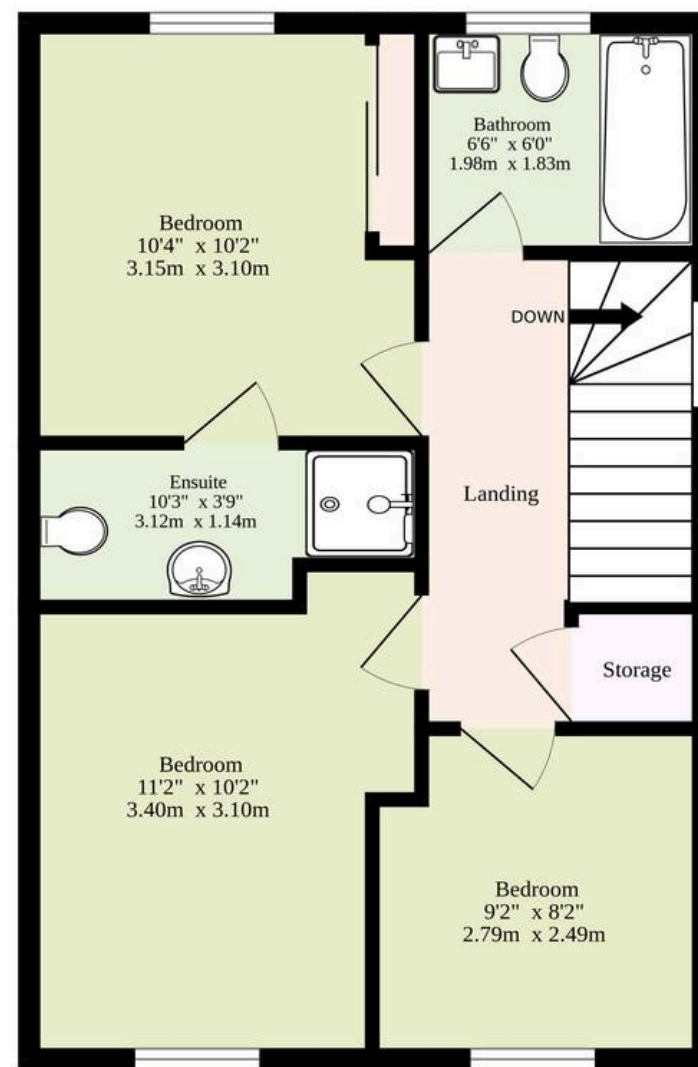 Bathroom
6'6" x 6'0"
1.98m x 1.83m
Bedroom
10'4" x 10'2"
3.15m x 3.10m
DOWN
Ensuite
10'3" x 3'9"
3.12m x 1.14m
Landing
Storage
Bedroom
11'2" x 10'2"
3.40m x 3.10m
Bedroom
9'2" x 8'2"
2.79m x 2.49m